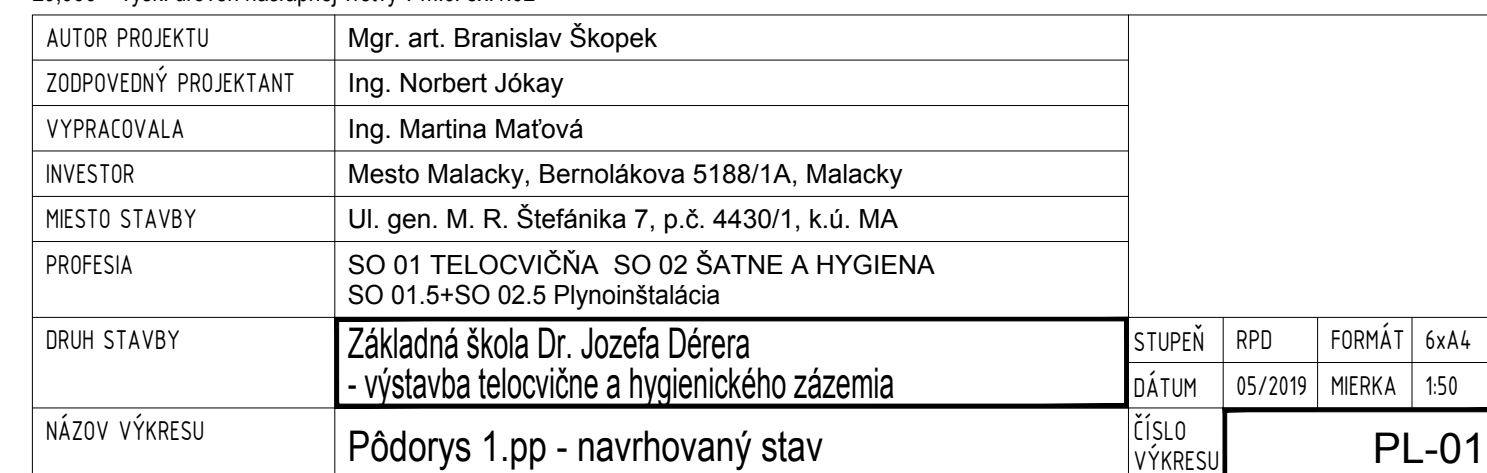 AUTOR PROJEKTU Mgr. art. Branislav Škopek
ZODPOVEDNÝ PROJEKTANT Ing. Norbert Jókay
VYPRACOVALA Ing. Martina Maťová
INVESTOR Mesto Malacky, Bernolákova 5188/1A, Malacky
MIESTO STAVBY Ul. gen. M. R. Štefánika 7, p.č. 4430/1, k.ú. MA
PROFESIA SO 01 TELOCVIČŇA SO 02 ŠATNE A HYGIENA
SO 01.5+SO 02.5 Plynoinštalácia
DRUH STAVBY Základná škola Dr. Jozefa Dérera
- výstavba telocvične a hygienického zázemia
STUPEŇ RPD FORMÁT 6xA4
DÁTUM 05/2019 MIERKA 1:50
NÁZOV VÝKRESU Pôdorys 1.pp - navrhovaný stav
ČÍSLO
VÝKRESU PL-01